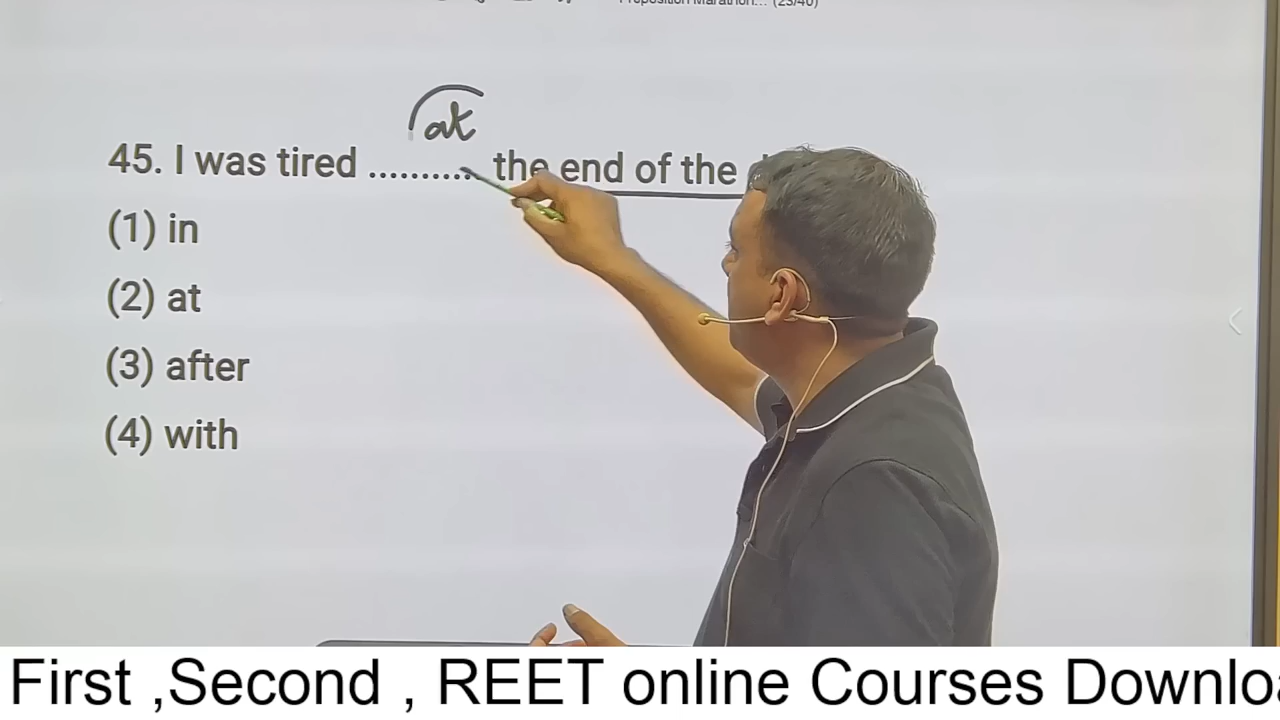 Preposition Marathon... (23/40)
at
45. I was tired .......... the end of the
(1) in
(2) at
(3) after
(4) with
First ,Second , REET online Courses